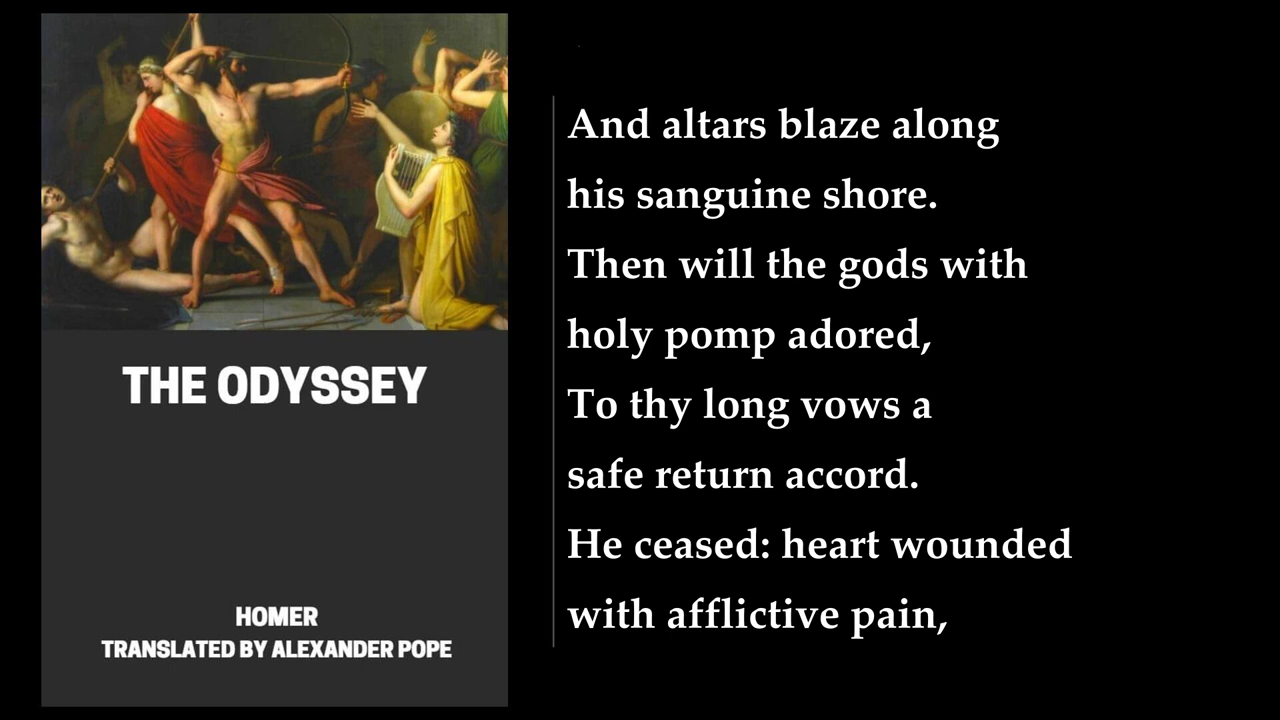 THE ODYSSEY
HOMER
TRANSLATED BY ALEXANDER POPE
And altars blaze along
his sanguine shore.
Then will the gods with
holy pomp adored,
To thy long vows a
safe return accord.
He ceased: heart wounded
with afflictive pain,